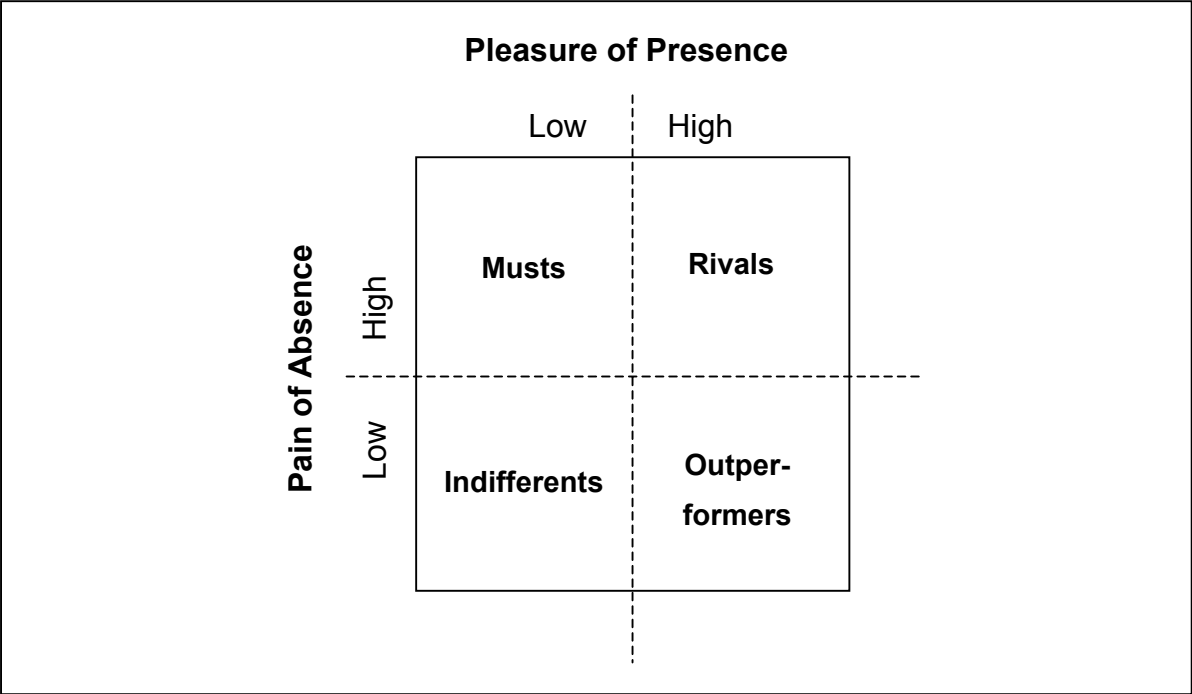 Pleasure of Presence
Low High
Musts Rivals
Pain of Absence
High
Low
Indifferents
Outper-
formers